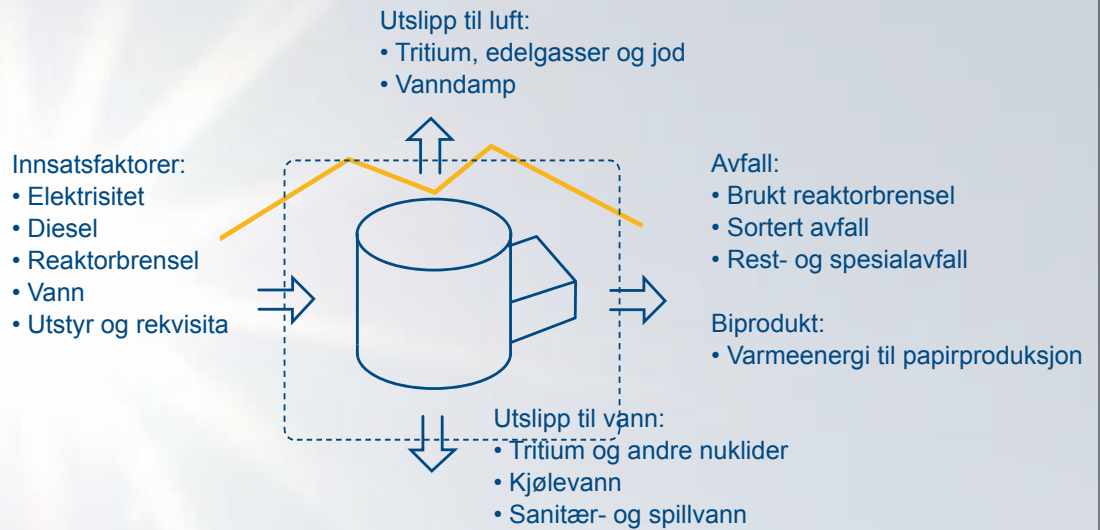 Utslipp til luft:
• Tritium, edelgasser og jod
• Vanndamp
Innsatsfaktorer:
• Elektrisitet
• Diesel
• Reaktorbrensel
• Vann
• Utstyr og rekvisita
Avfall:
• Brukt reaktorbrensel
• Sortert avfall
• Rest- og spesialavfall
Biprodukt:
• Varmeenergi til papirproduksjon
Utslipp til vann:
• Tritium og andre nuklider
• Kjølevann
• Sanitær- og spillvann